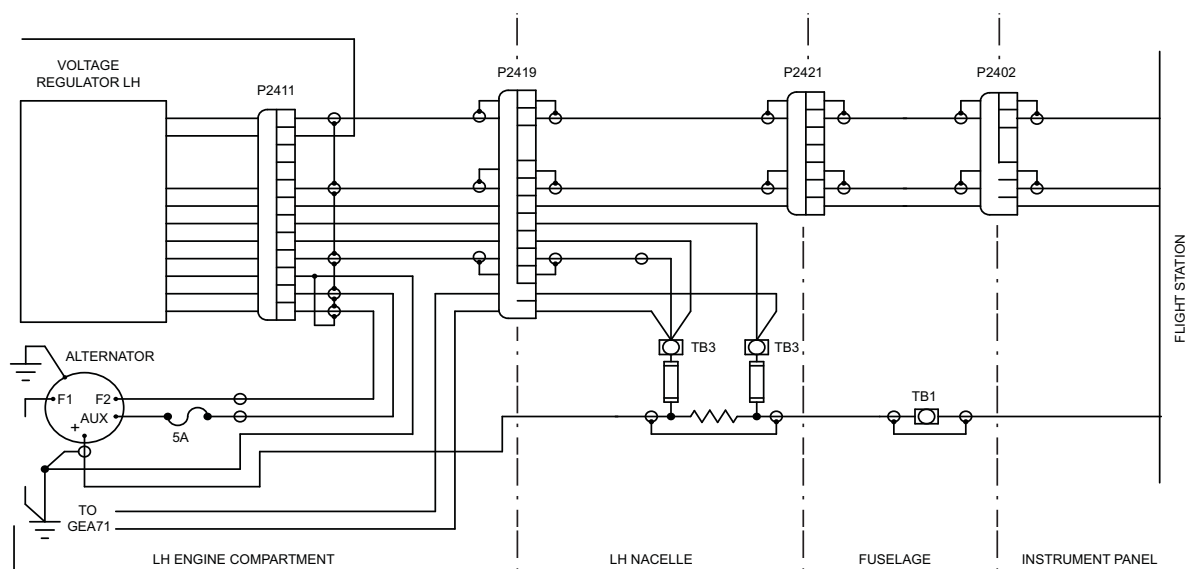 VOLTAGE
REGULATOR LH
P2411
P2419
P2421
P2402
FLIGHT STATION
ALTERNATOR
F1
F2
AUX
+
5A
TB3
TB3
TB1
TO
GEA71
LH ENGINE COMPARTMENT
LH NACELLE
FUSELAGE
INSTRUMENT PANEL